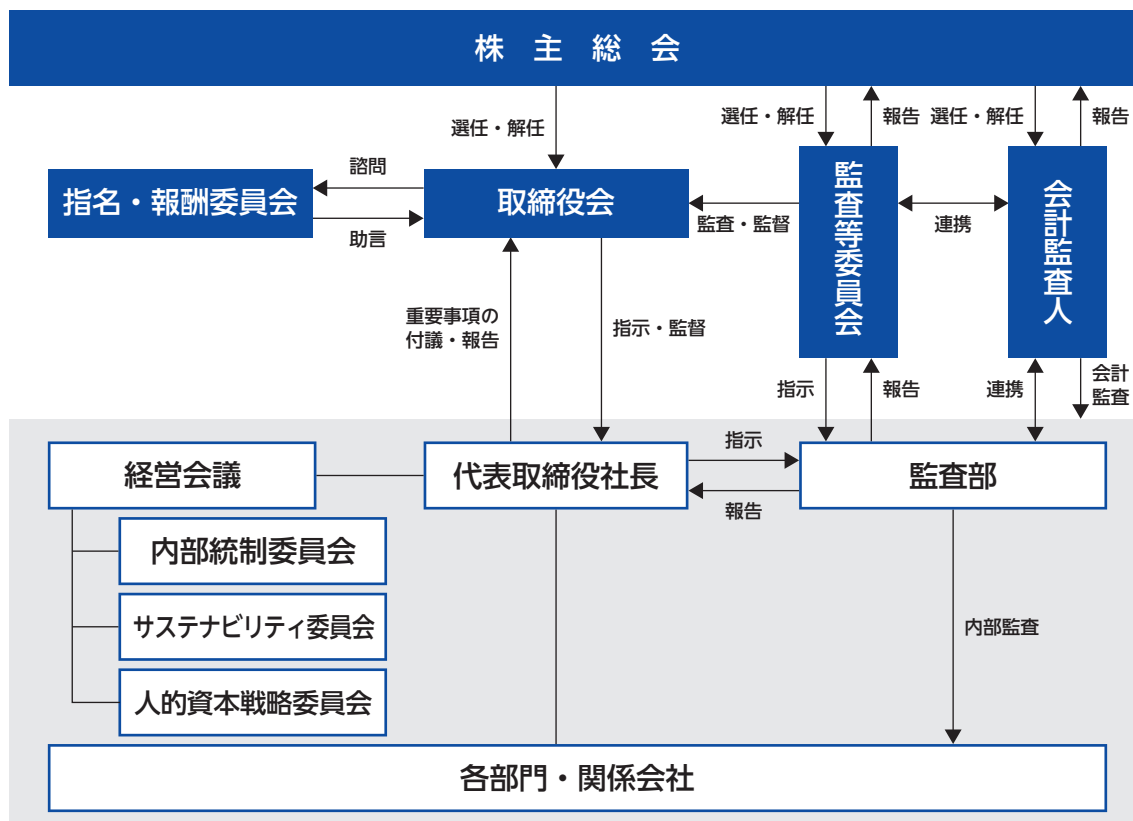 株主総会
選任・解任
選任・解任
報告
選任・解任
報告
指名・報酬委員会
諮問
助言
取締役会
監査・監督
監査等委員会
連携
会計監査人
重要事項の
付議・報告
指示・監督
指示
報告
連携
会計
監査
経営会議
代表取締役社長
指示
報告
監査部
内部統制委員会
サステナビリティ委員会
人的資本戦略委員会
内部監査
各部門・関係会社